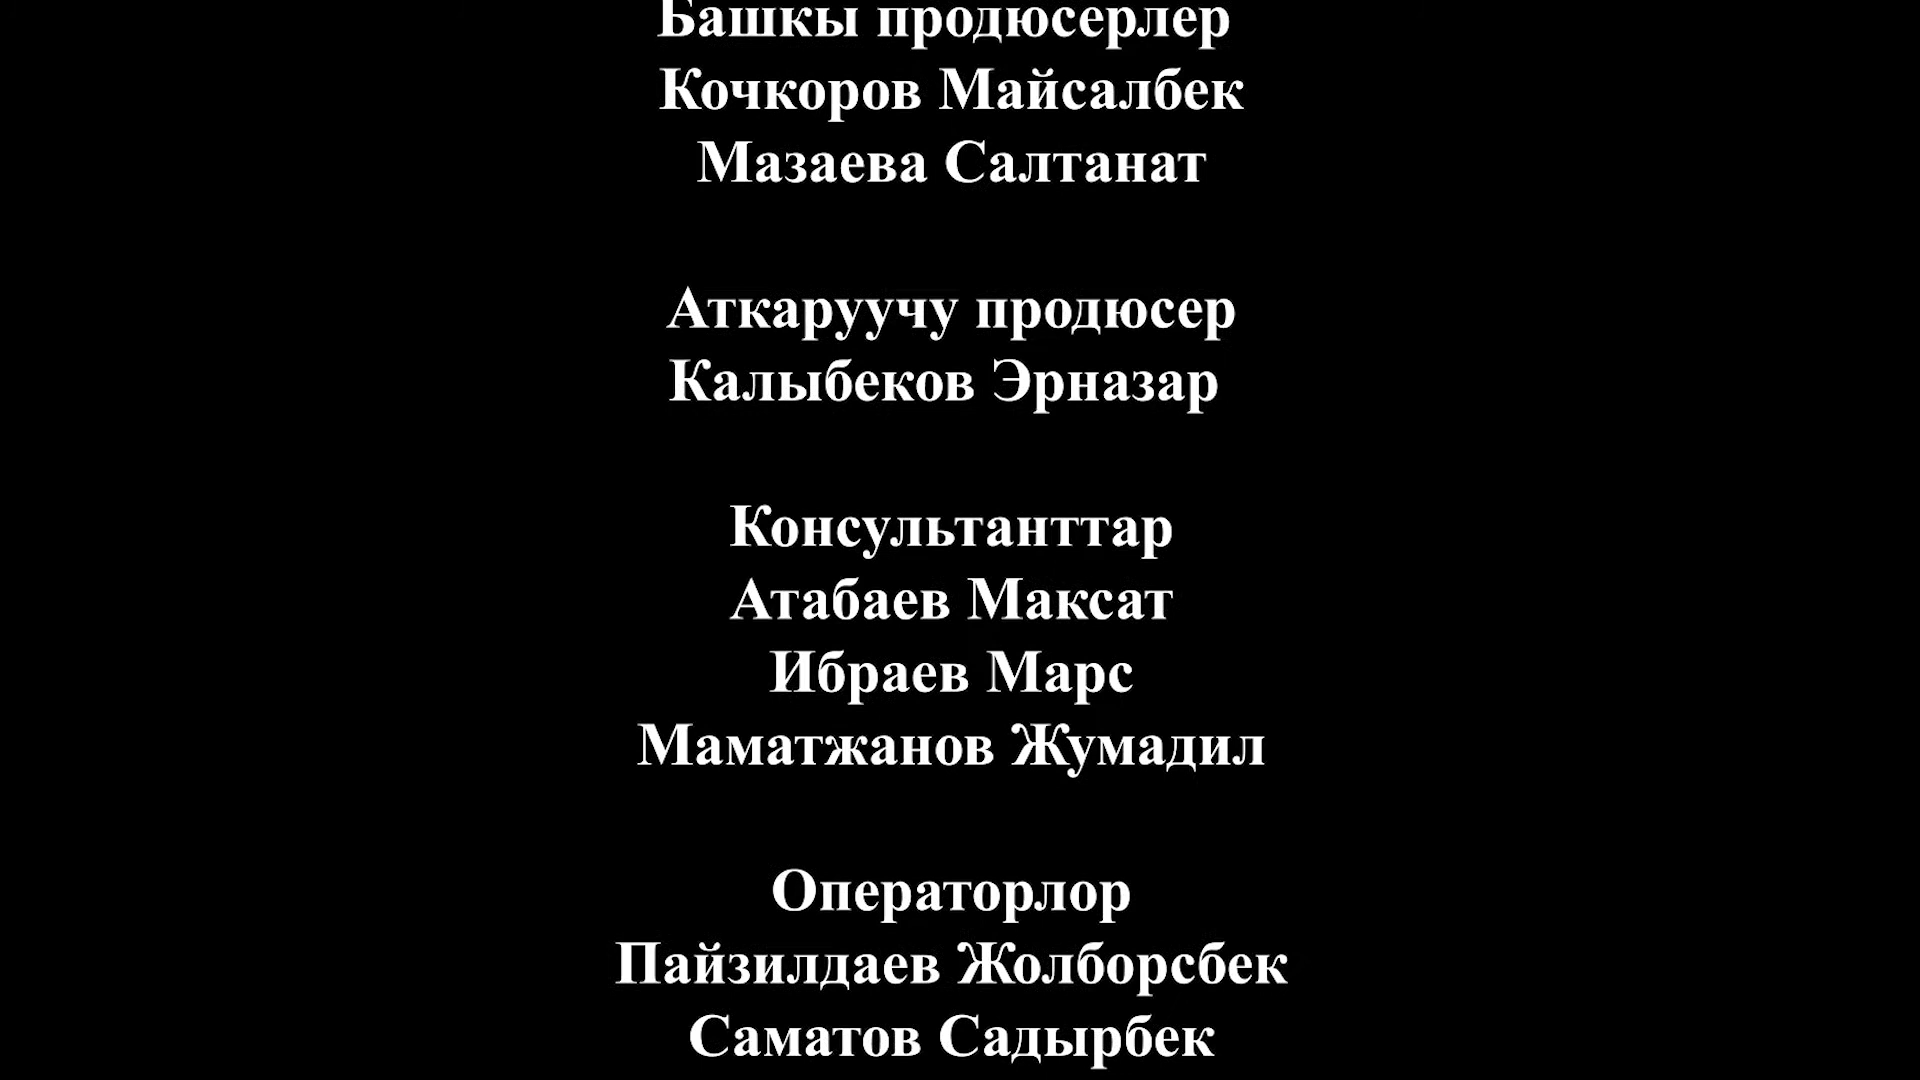 Башкы продюсерлер
Кочкоров Майсалбек
Мазаева Салтанат
Аткаруучу продюсер
Калыбеков Эрназар
Консультанттар
Атабаев Максат
Ибраев Марс
Маматжанов Жумадил
Операторлор
Пайзилдаев Жолборсбек
Саматов Садырбек